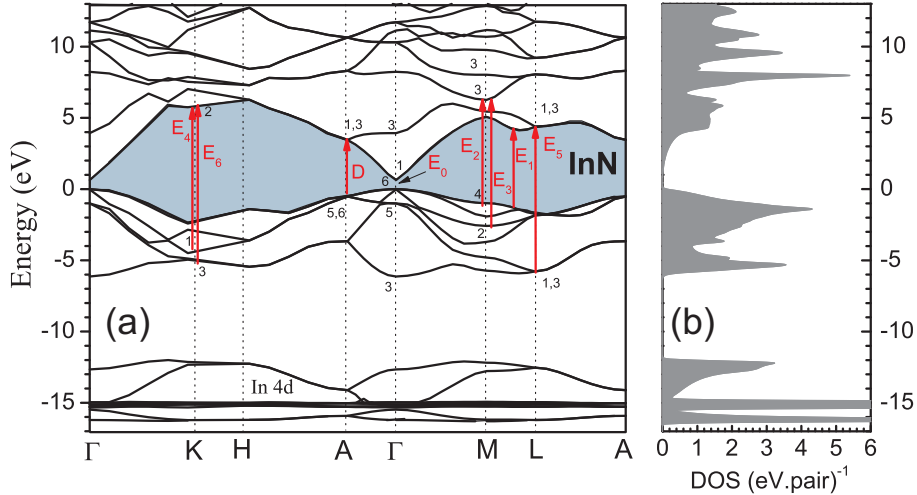 10
5
0
-5
-10
-15
Energy (eV)
E4
E6
2
1
3
1,3
D
5,6
3
1
6
5
3
E0
3
3
E2
E3
E1
4
2
1,3
E5
1,3
InN
(a)
In 4d
Γ K H A Γ M L A
10
5
0
-5
-10
-15
(b)
0 1 2 3 4 5 6
DOS (eV.pair)-1